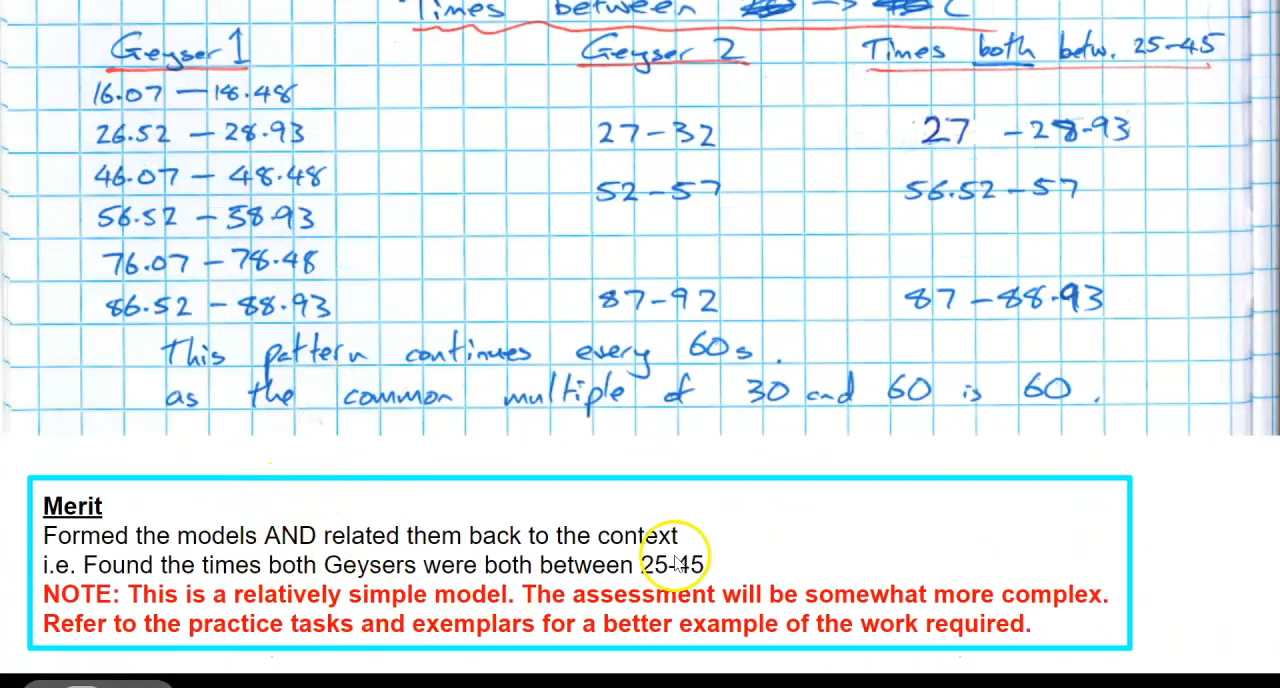 Times between → C
Geyser 1 Geyser 2 Times both betw. 25-45
16.07 - 18.48
26.52 - 28.93 27-32 27 - 28.93
46.07 - 48.48
56.52 - 58.93 52-57 56.52-57
76.07 - 78.48
86.52 - 88.93 87-92 87-88.93
This pattern continues every 60s.
as the common multiple of 30 and 60 is 60.
Merit
Formed the models AND related them back to the context
i.e. Found the times both Geysers were both between 25-45
NOTE: This is a relatively simple model. The assessment will be somewhat more complex.
Refer to the practice tasks and exemplars for a better example of the work required.